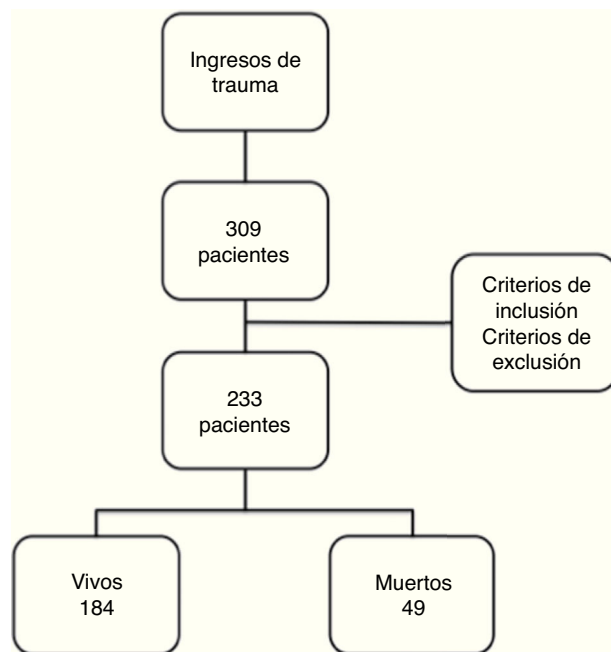 Ingresos de
trauma
309
pacientes
Criterios de
inclusión
Criterios de
exclusión
233
pacientes
Vivos
184
Muertos
49